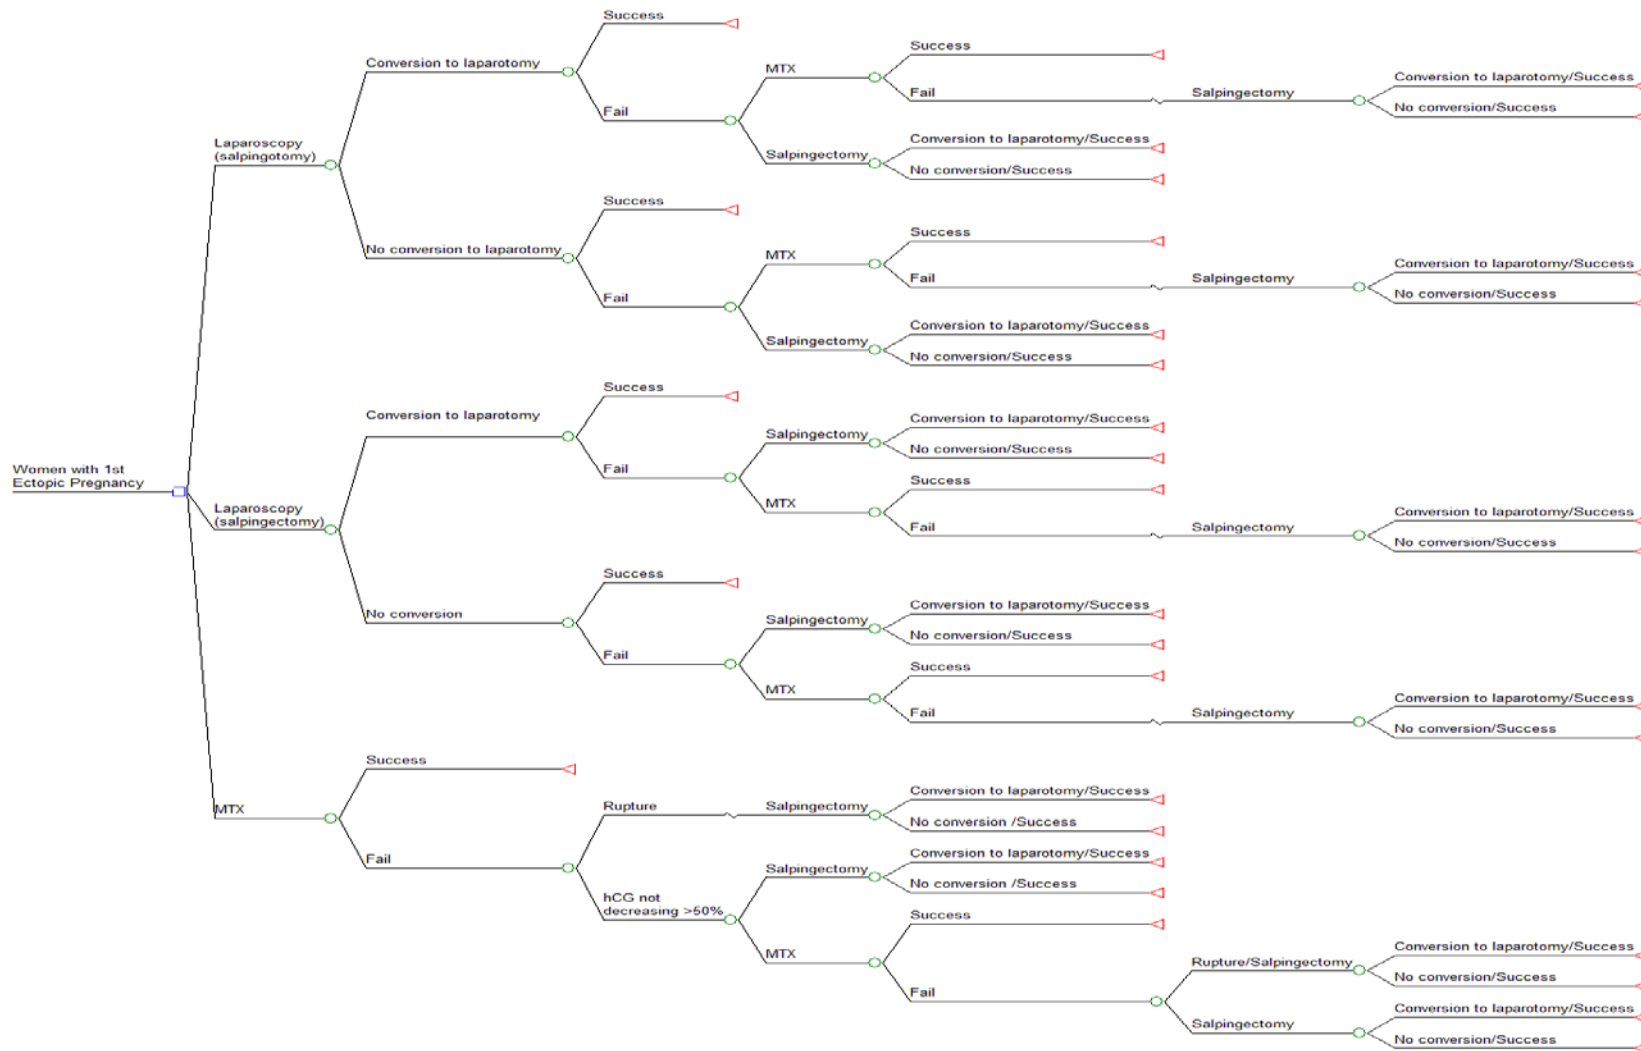 Success
Conversion to laparotomy
Success
MTX
Conversion to laparotomy/Success
Fail
Salpingectomy
No conversion/Success
Fail
Conversion to laparotomy/Success
Laparoscopy
(salpingotomy)
Salpingectomy
No conversion/Success
Success
Success
No conversion to laparotomy
MTX
Conversion to laparotomy/Success
Fail
Salpingectomy
No conversion/Success
Fail
Conversion to laparotomy/Success
Salpingectomy
No conversion/Success
Success
Conversion to laparotomy
Conversion to laparotomy/Success
Salpingectomy
No conversion/Success
Fail
Women with 1st
Ectopic Pregnancy
Success
MTX
Laparoscopy
(salpingectomy)
Conversion to laparotomy/Success
Fail
Salpingectomy
No conversion/Success
Success
Conversion to laparotomy/Success
No conversion
Salpingectomy
No conversion/Success
Fail
Success
MTX
Conversion to laparotomy/Success
Fail
Salpingectomy
No conversion/Success
Success
Conversion to laparotomy/Success
MTX
Rupture
Salpingectomy
No conversion /Success
Fail
Conversion to laparotomy/Success
Salpingectomy
No conversion /Success
hCG not
decreasing >50%
Success
MTX
Conversion to laparotomy/Success
Rupture/Salpingectomy
No conversion/Success
Fail
Conversion to laparotomy/Success
Salpingectomy
No conversion/Success